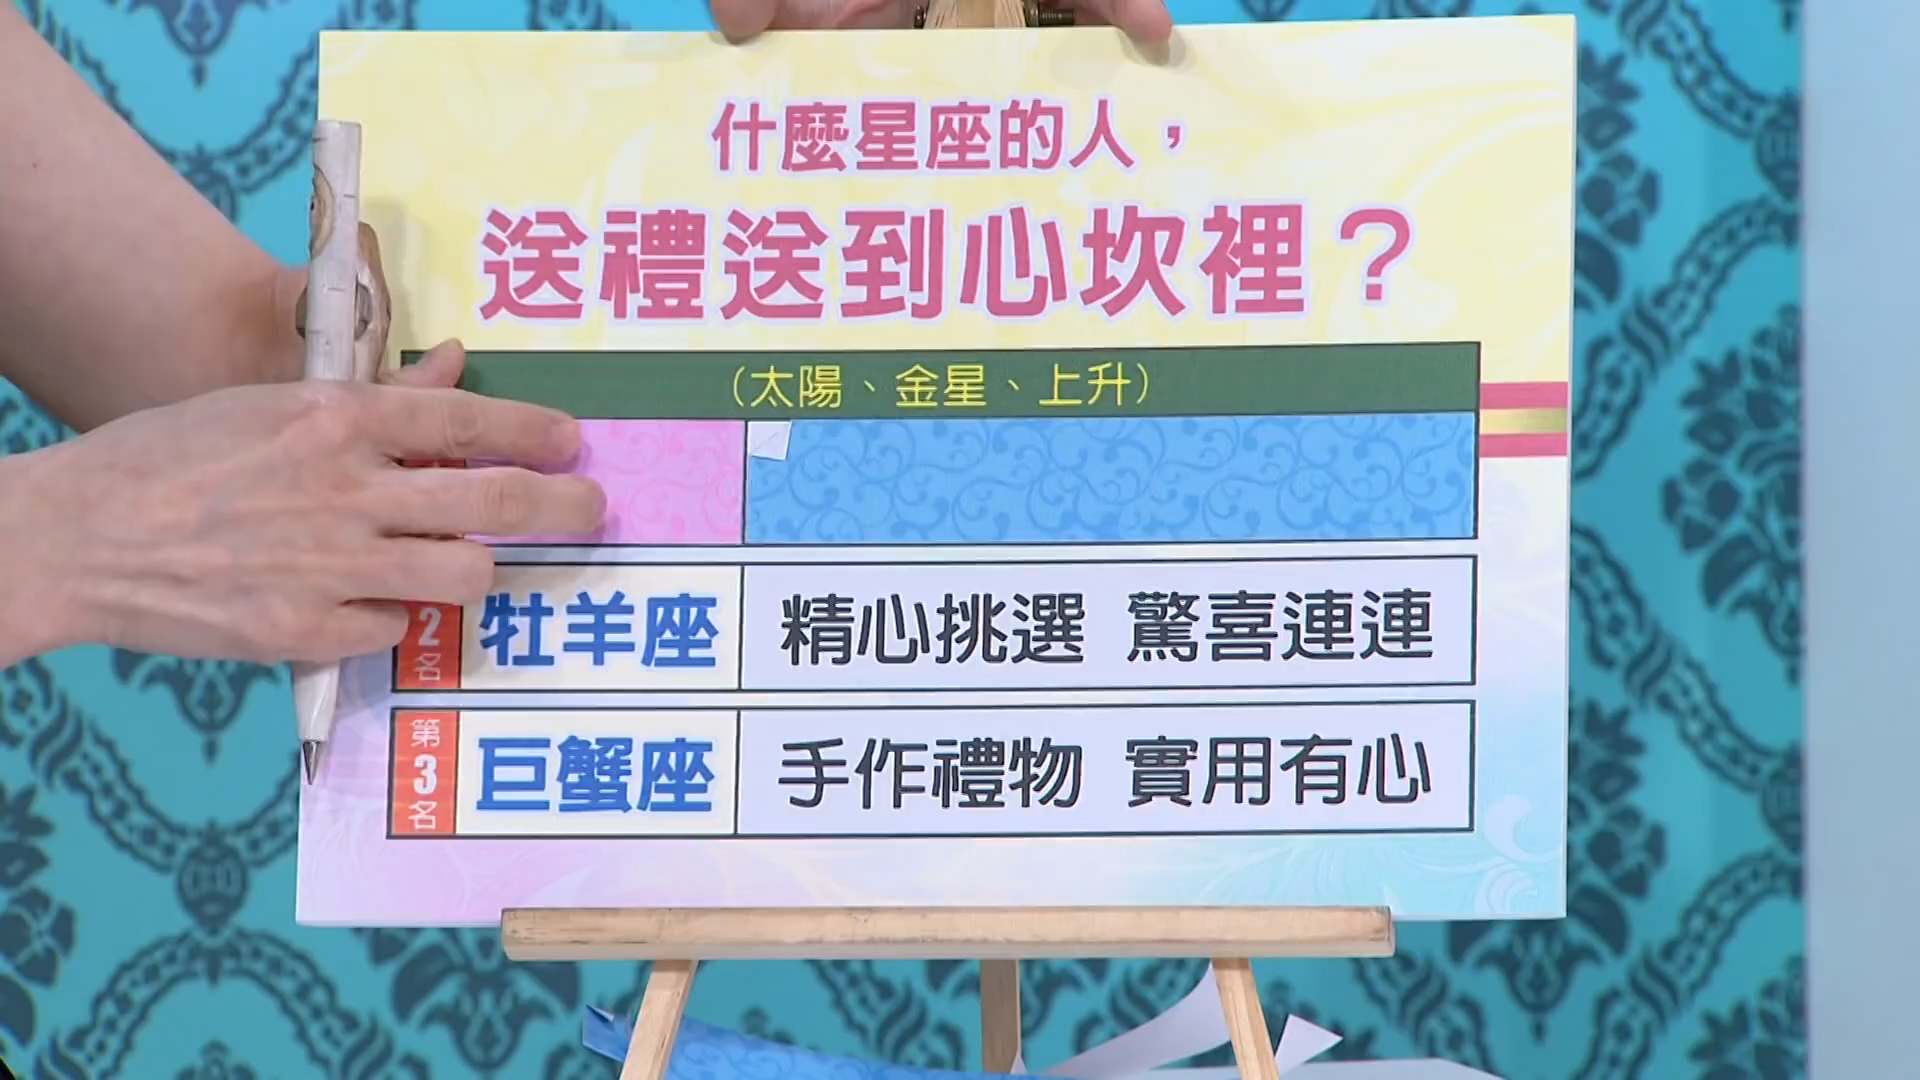 什麼星座的人，
送禮送到心坎裡？
（太陽、金星、上升）
2名 牡羊座 精心挑選 驚喜連連
第3名 巨蟹座 手作禮物 實用有心